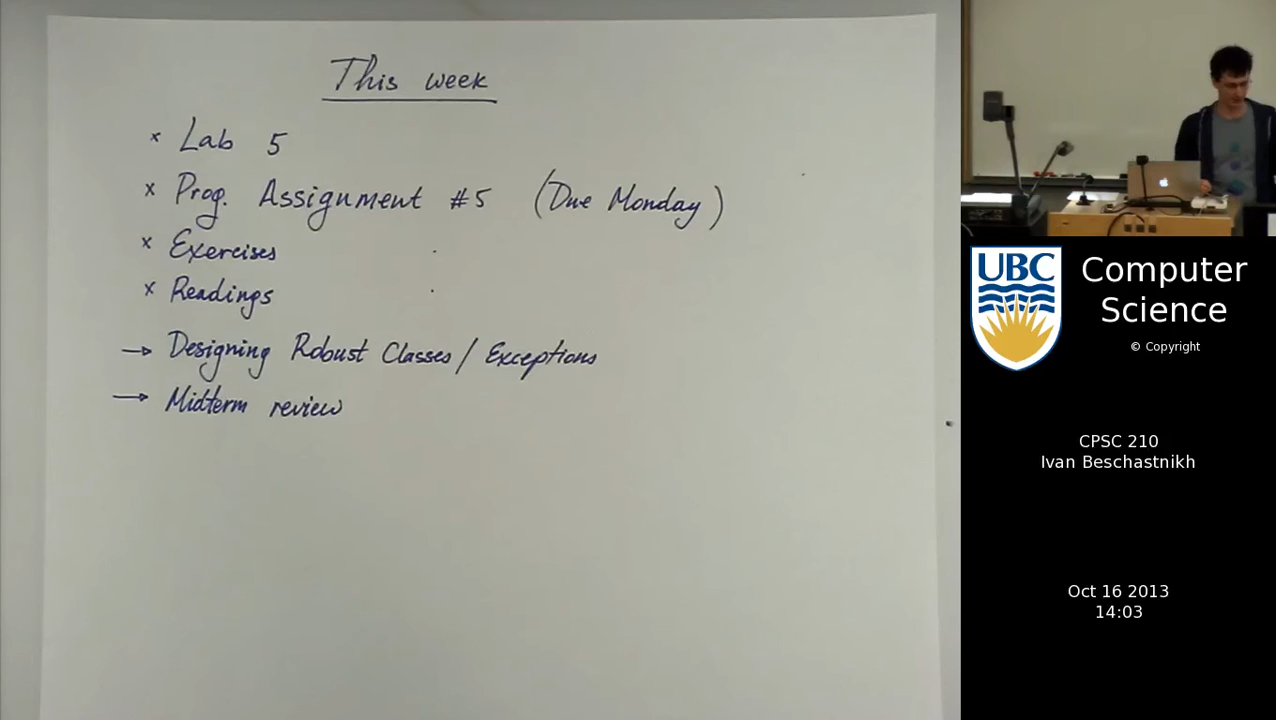 This week
× Lab 5
× Prog. Assignment #5 (Due Monday)
× Exercises
× Readings
→ Designing Robust Classes / Exceptions
→ Midterm review
UBC
Computer
Science
© Copyright
CPSC 210
Ivan Beschastnikh
Oct 16 2013
14:03